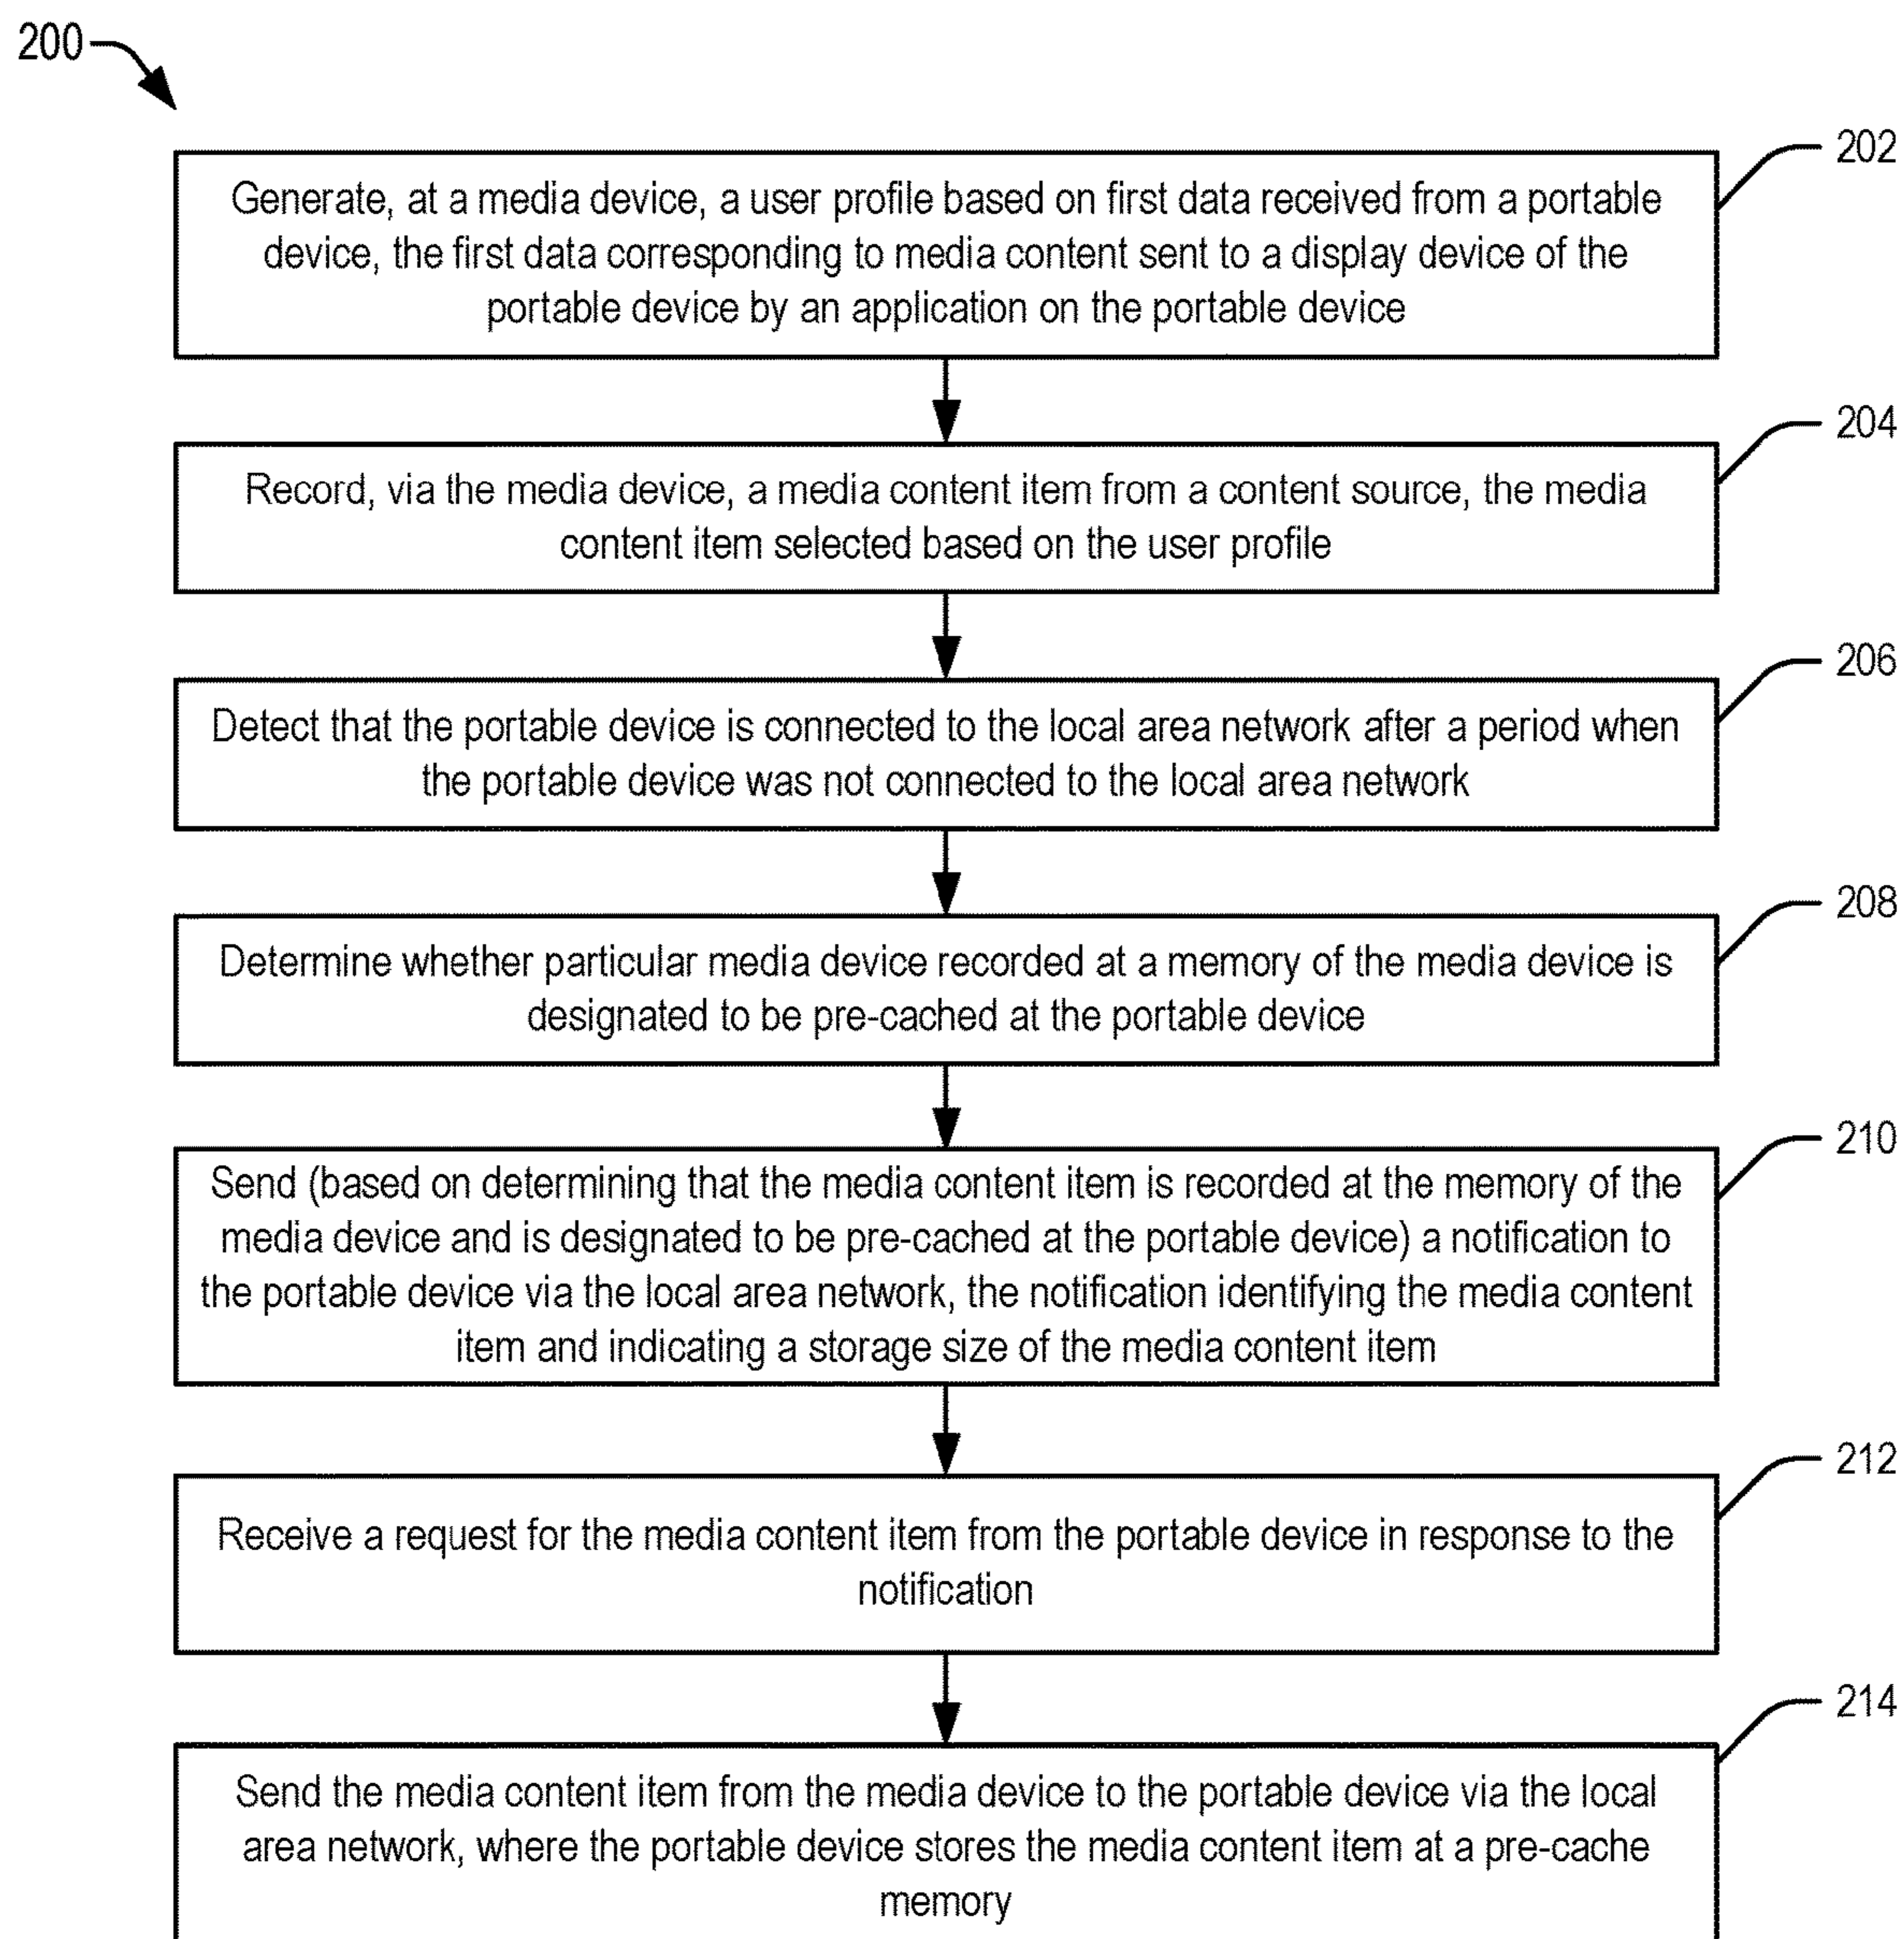 200
202
Generate, at a media device, a user profile based on first data received from a portable
device, the first data corresponding to media content sent to a display device of the
portable device by an application on the portable device
204
Record, via the media device, a media content item from a content source, the media
content item selected based on the user profile
206
Detect that the portable device is connected to the local area network after a period when
the portable device was not connected to the local area network
208
Determine whether particular media device recorded at a memory of the media device is
designated to be pre-cached at the portable device
210
Send (based on determining that the media content item is recorded at the memory of the
media device and is designated to be pre-cached at the portable device) a notification to
the portable device via the local area network, the notification identifying the media content
item and indicating a storage size of the media content item
212
Receive a request for the media content item from the portable device in response to the
notification
214
Send the media content item from the media device to the portable device via the local
area network, where the portable device stores the media content item at a pre-cache
memory